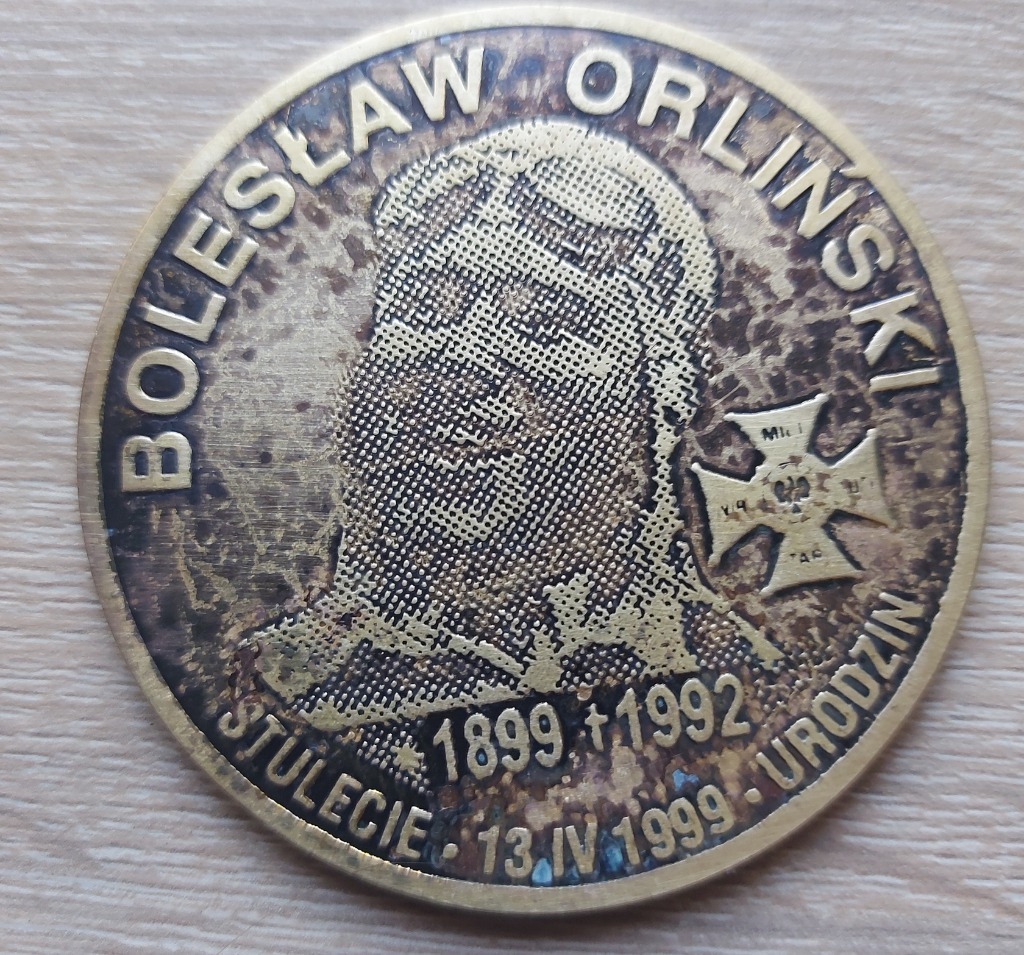 BOLESŁAW ORLIŃSKI
* 1899 † 1992
STULECIE · 13 IV 1999 · URODZIN